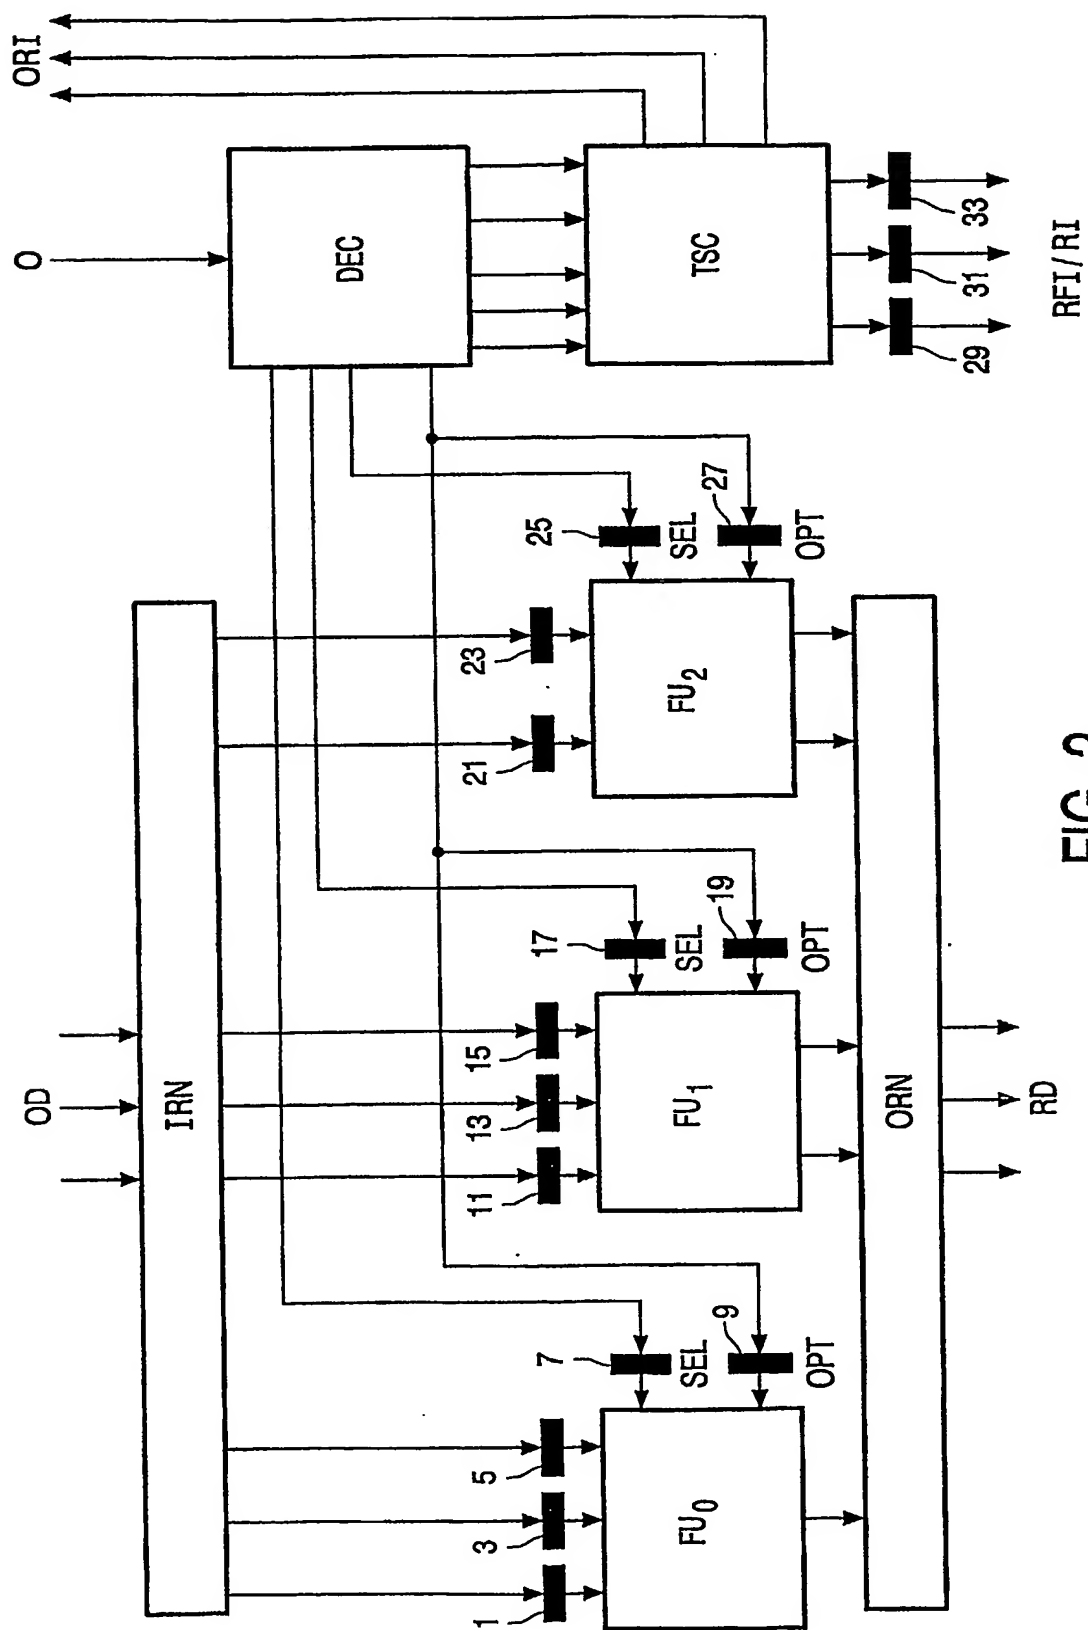 OD
O
ORI
IRN
DEC
TSC
1
3
5
7
SEL
9
OPT
FU0
11
13
15
17
SEL
19
OPT
FU1
21
23
25
SEL
27
OPT
FU2
29
31
33
RFI/RI
ORN
RD
FIG. 2